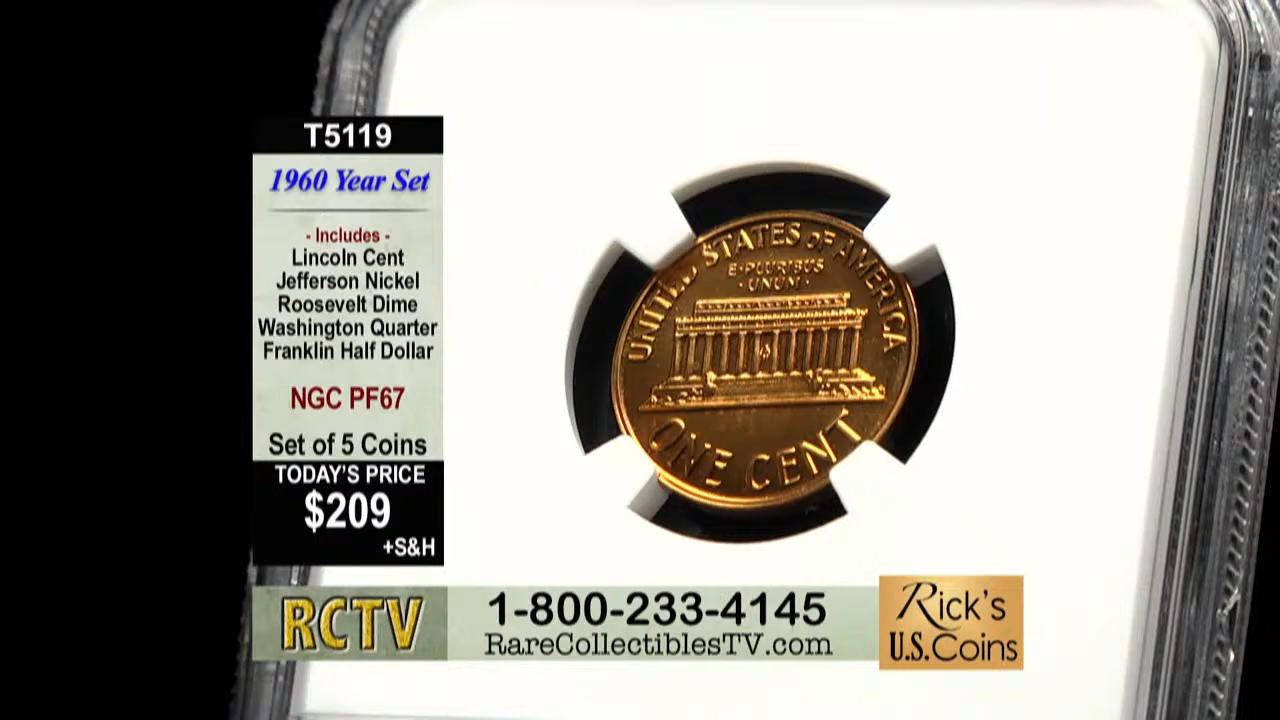 T5119
1960 Year Set
- Includes -
Lincoln Cent
Jefferson Nickel
Roosevelt Dime
Washington Quarter
Franklin Half Dollar
NGC PF67
Set of 5 Coins
TODAY'S PRICE
$209
+S&H
UNITED STATES OF AMERICA
E·PLURIBUS
·UNUM·
ONE CENT
RCTV
1-800-233-4145
RareCollectiblesTV.com
Rick's
U.S. Coins